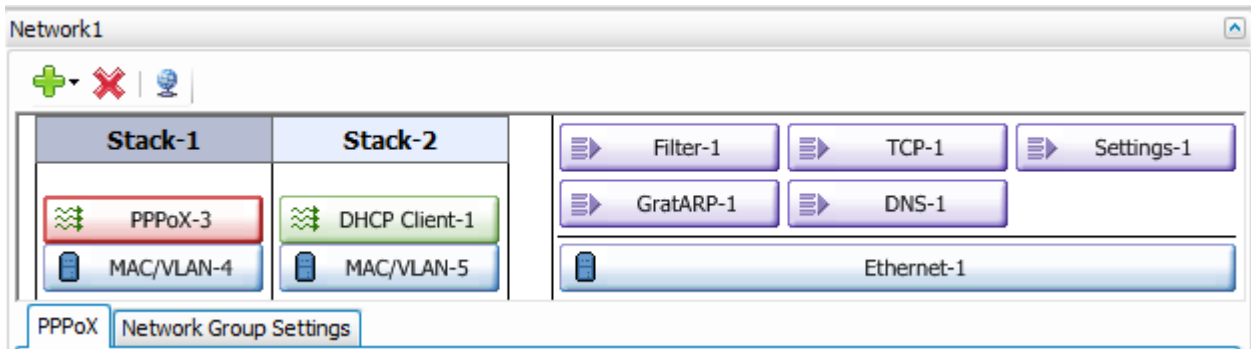 Network1
Stack-1 Stack-2
Filter-1 TCP-1 Settings-1
PPPoX-3 DHCP Client-1 GratARP-1 DNS-1
MAC/VLAN-4 MAC/VLAN-5 Ethernet-1
PPPoX Network Group Settings